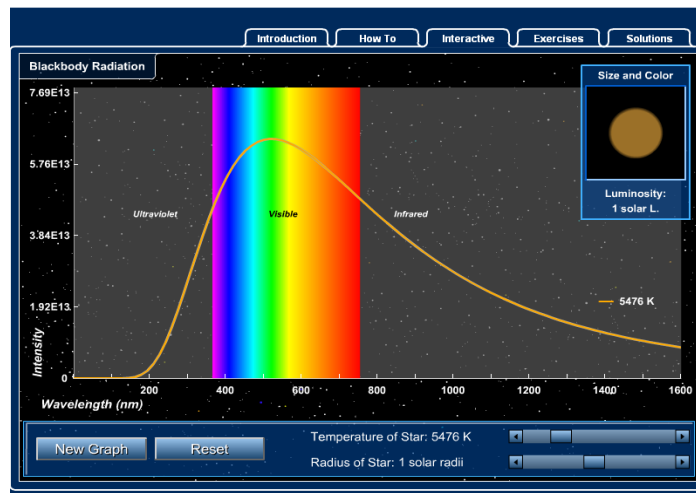 Introduction
How To
Interactive
Exercises
Solutions
Blackbody Radiation
Size and Color
7.69E13
5.76E13
Luminosity:
1 solar L.
Ultraviolet
Visible
Infrared
3.84E13
1.92E13
5476 K
Intensity
0
200
400
600
800
1000
1200
1400
1600
Wavelength (nm)
New Graph
Reset
Temperature of Star: 5476 K
Radius of Star: 1 solar radii